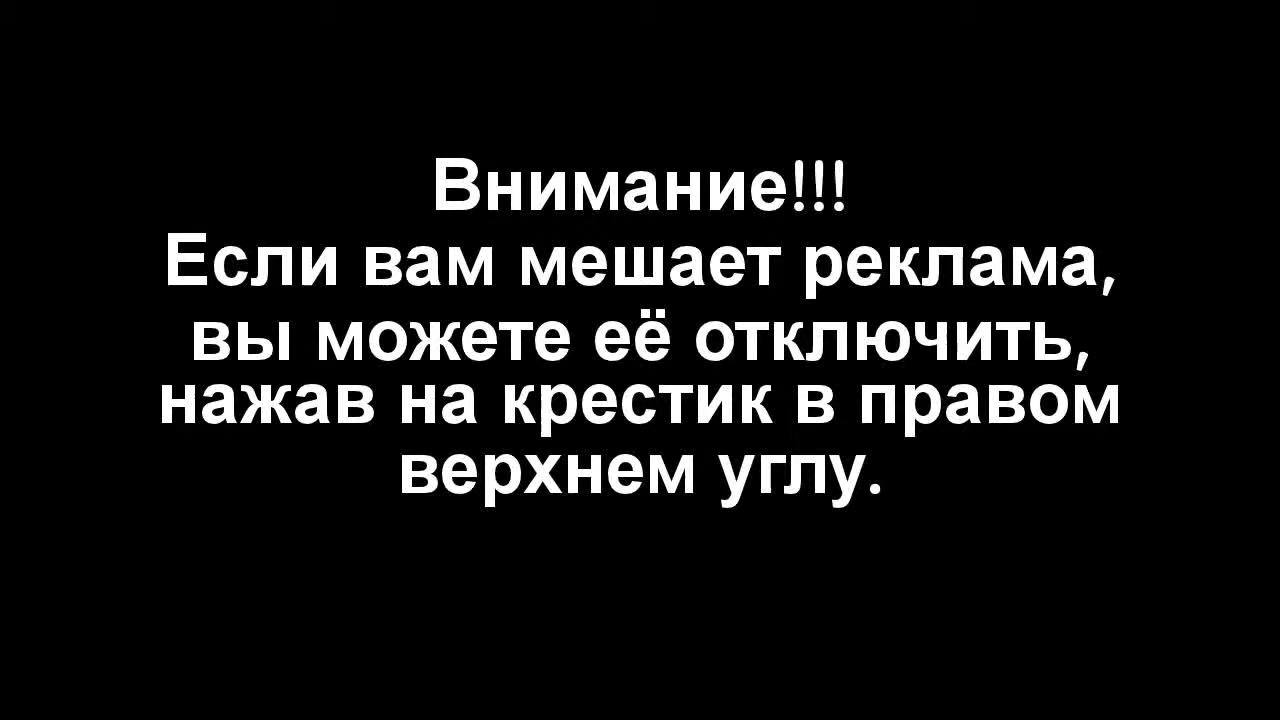 Внимание!!!
Если вам мешает реклама,
вы можете её отключить,
нажав на крестик в правом
верхнем углу.